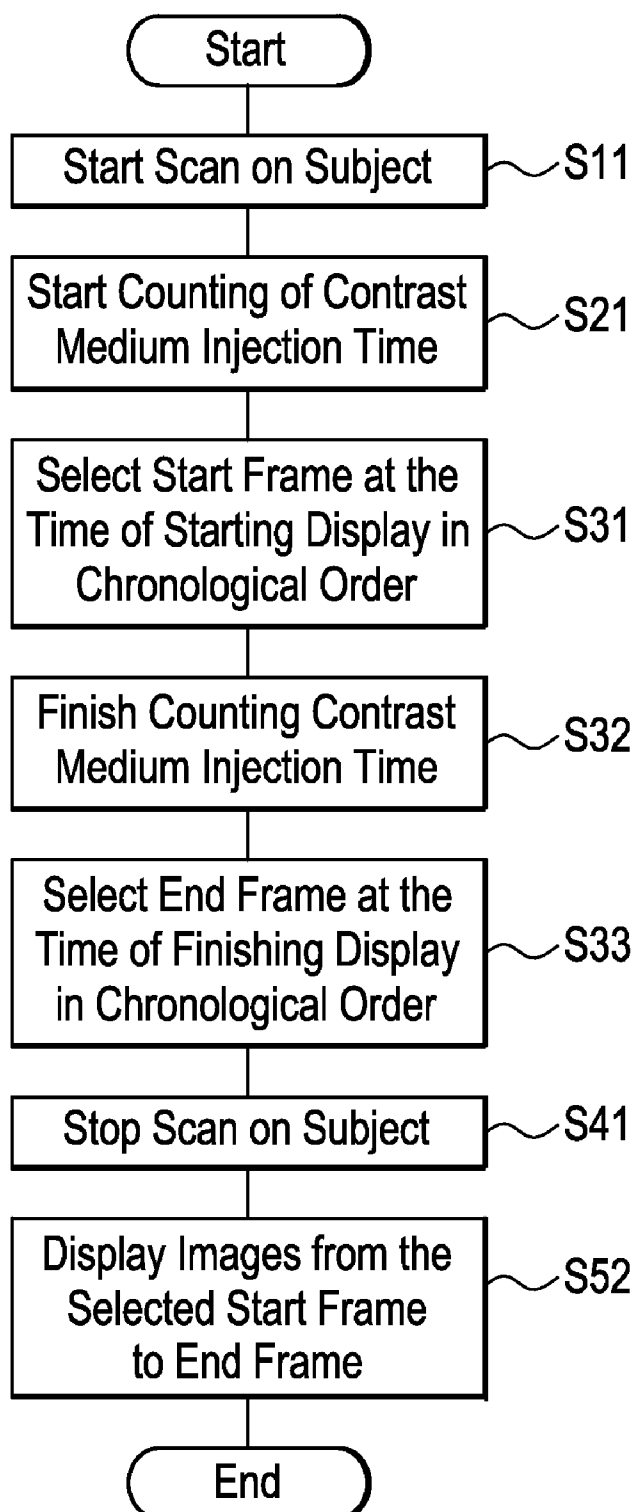 Start
Start Scan on Subject
S11
Start Counting of Contrast
Medium Injection Time
S21
Select Start Frame at the
Time of Starting Display in
Chronological Order
S31
Finish Counting Contrast
Medium Injection Time
S32
Select End Frame at the
Time of Finishing Display
in Chronological Order
S33
Stop Scan on Subject
S41
Display Images from the
Selected Start Frame
to End Frame
S52
End